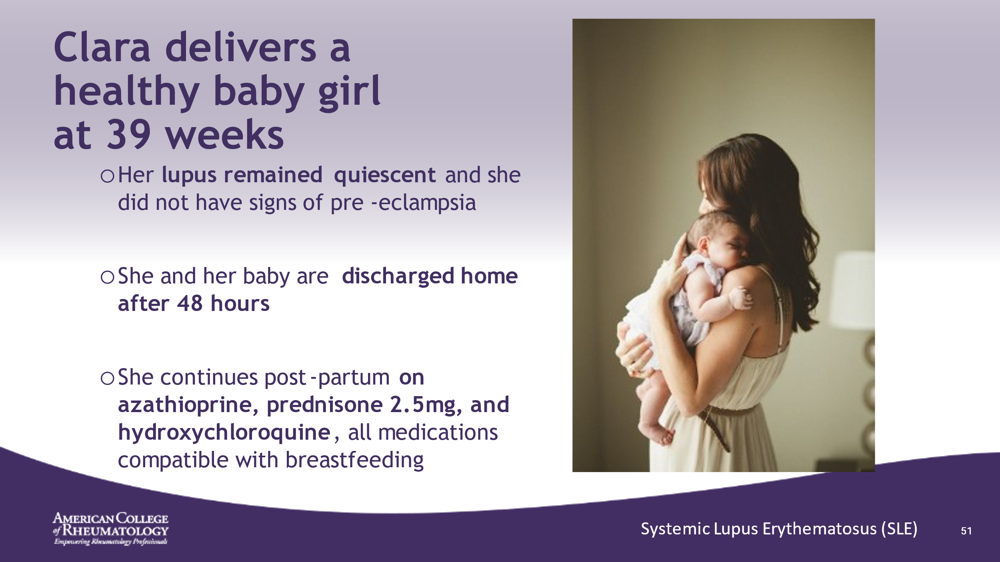 Clara delivers a
healthy baby girl
at 39 weeks
○Her lupus remained quiescent and she
did not have signs of pre -eclampsia
○She and her baby are discharged home
after 48 hours
○She continues post -partum on
azathioprine, prednisone 2.5mg, and
hydroxychloroquine , all medications
compatible with breastfeeding
AMERICAN COLLEGE
of RHEUMATOLOGY
Empowering Rheumatology Professionals
Systemic Lupus Erythematosus (SLE)
51